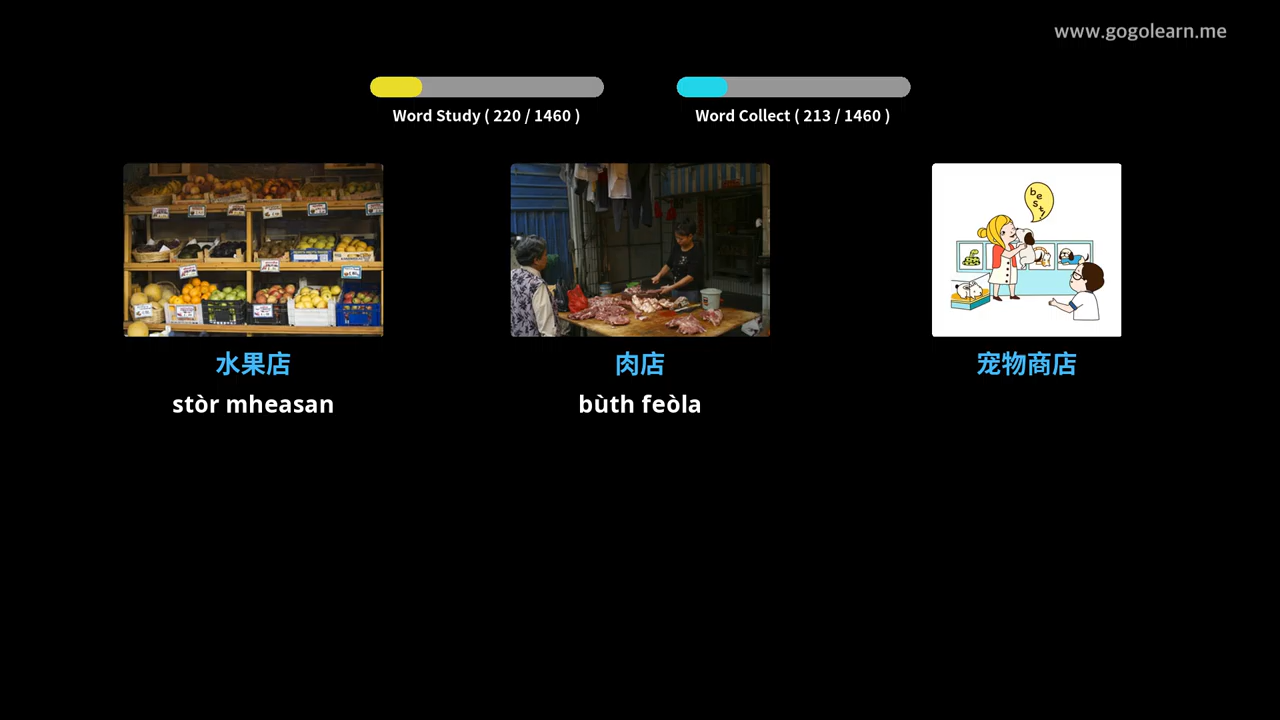 www.gogolearn.me
Word Study ( 220 / 1460 )
Word Collect ( 213 / 1460 )
best
水果店
肉店
宠物商店
stòr mheasan
bùth feòla